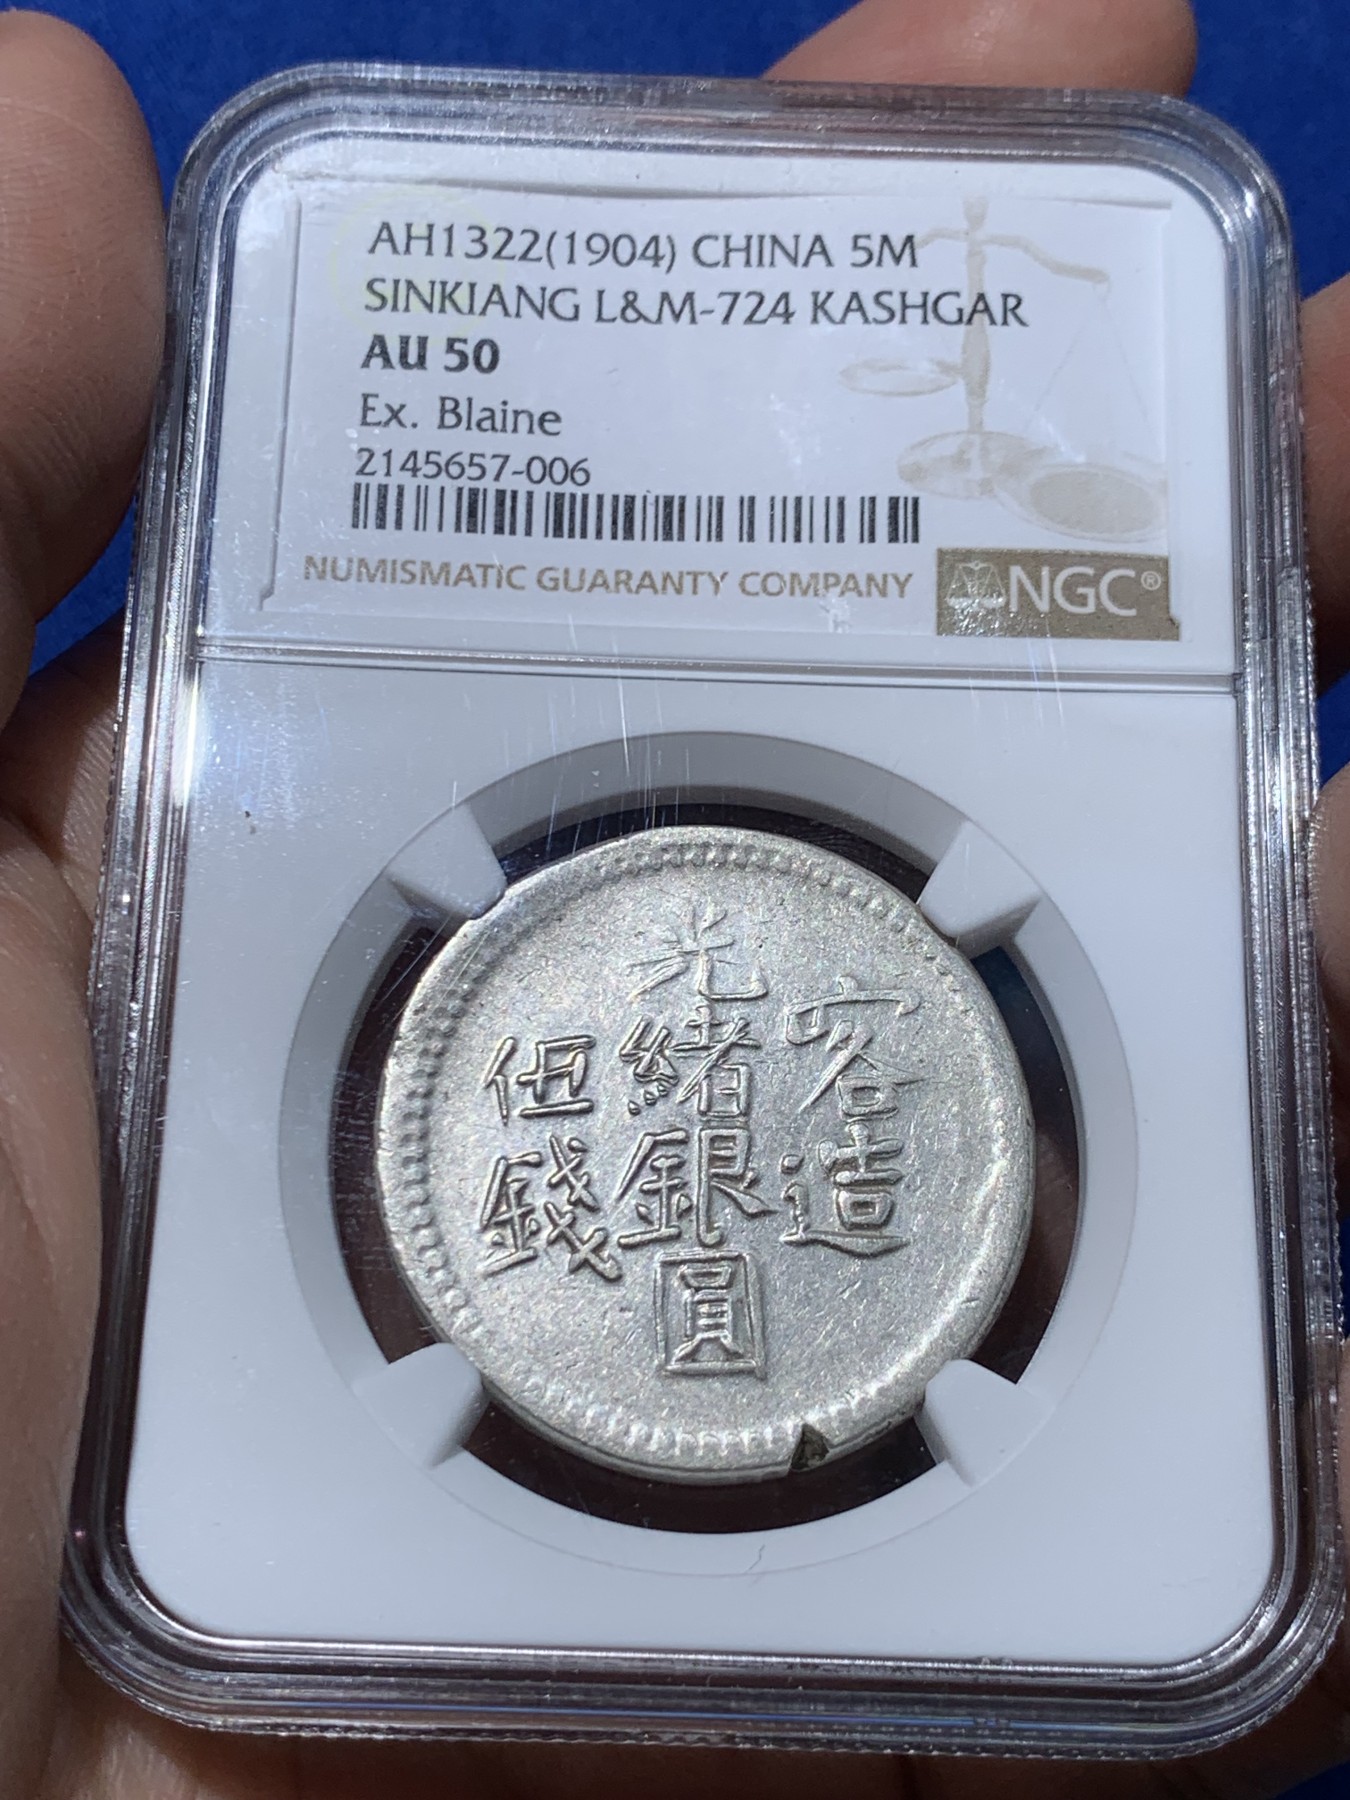 AH1322(1904) CHINA 5M
SINKIANG L&M-724 KASHGAR
AU 50
Ex. Blaine
2145657-006
NUMISMATIC GUARANTY COMPANY
NGC®
喀造
光緒銀圓
伍錢